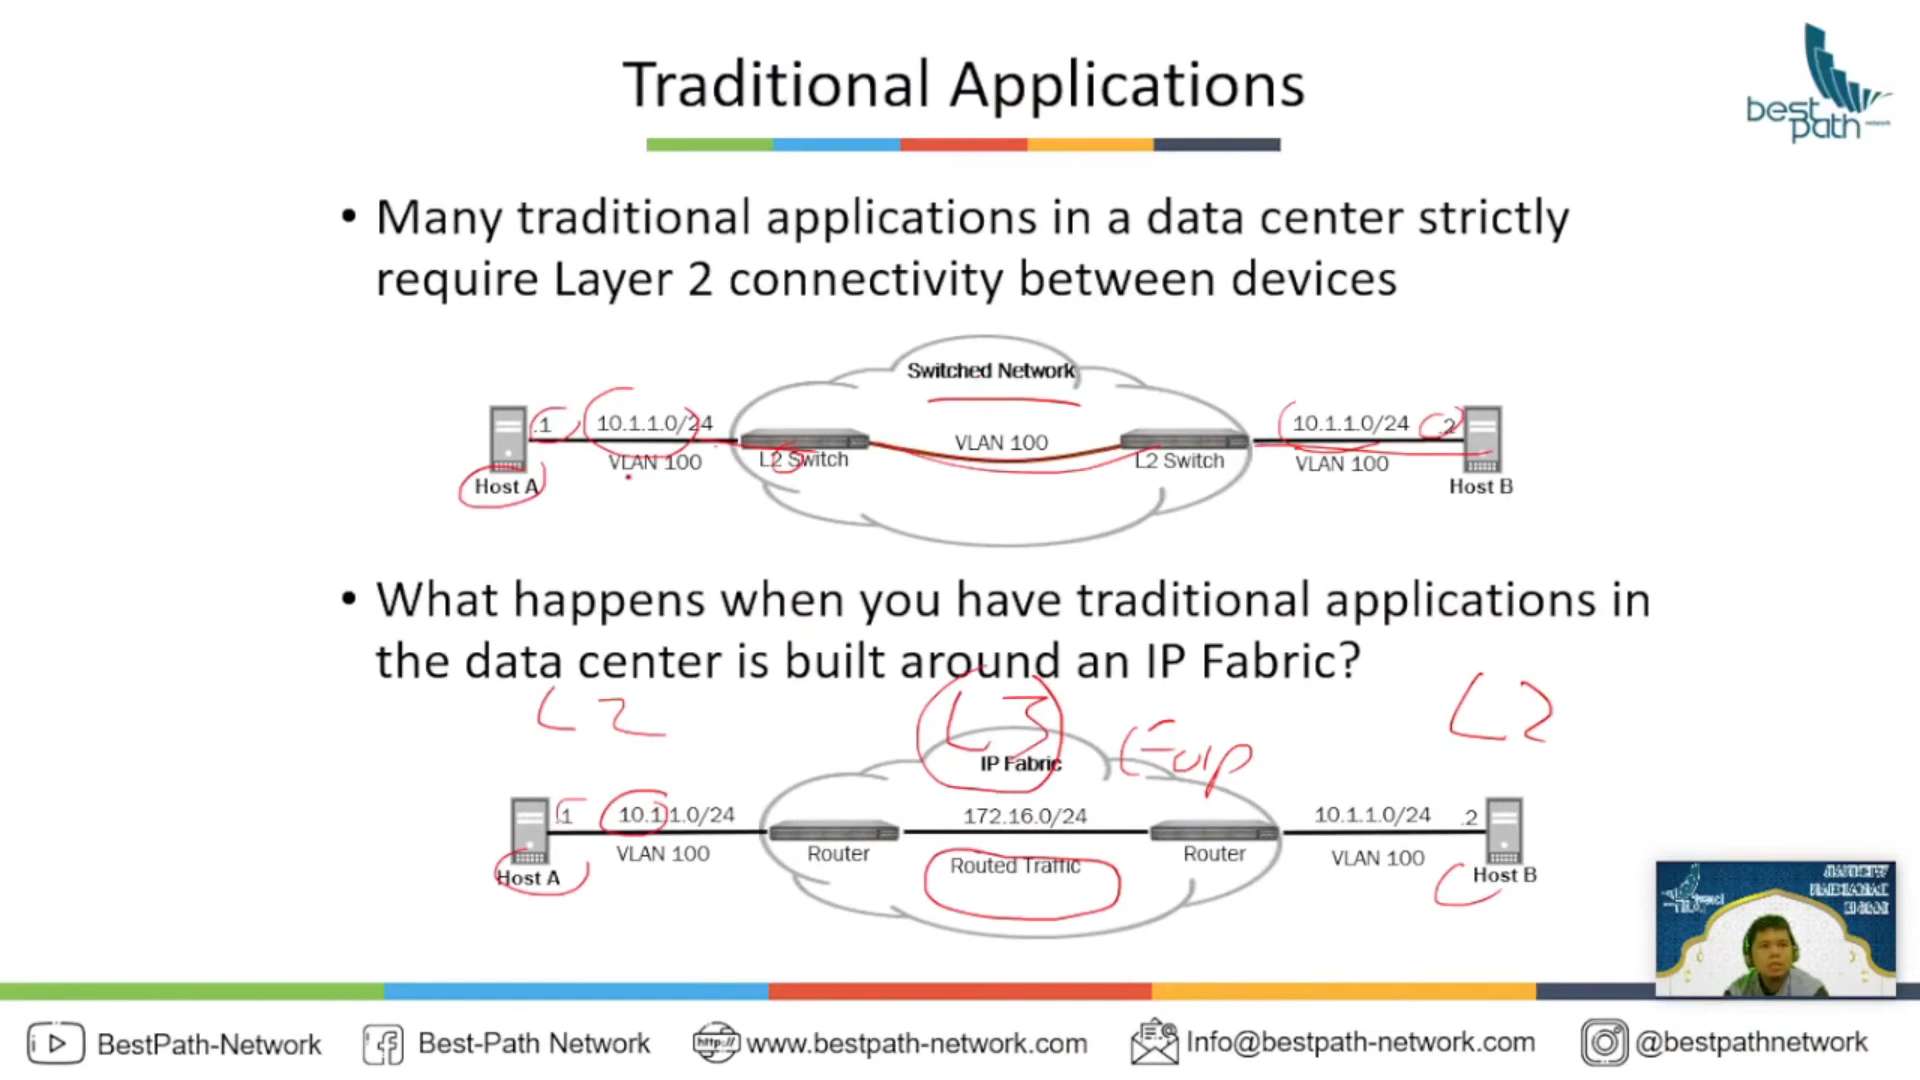 Traditional Applications
best
path
network
• Many traditional applications in a data center strictly
require Layer 2 connectivity between devices
Switched Network
.1 10.1.1.0/24 10.1.1.0/24 .2
VLAN 100
VLAN 100 L2 Switch L2 Switch VLAN 100
Host A Host B
• What happens when you have traditional applications in
the data center is built around an IP Fabric?
L2 L3 L2
IP Fabric
.1 10.1.1.0/24 172.16.0/24 10.1.1.0/24 .2
VLAN 100 Router Router VLAN 100
Routed Traffic
Host A Host B
BestPath-Network
Best-Path Network
http://
www.bestpath-network.com
Info@bestpath-network.com
@bestpathnetwork